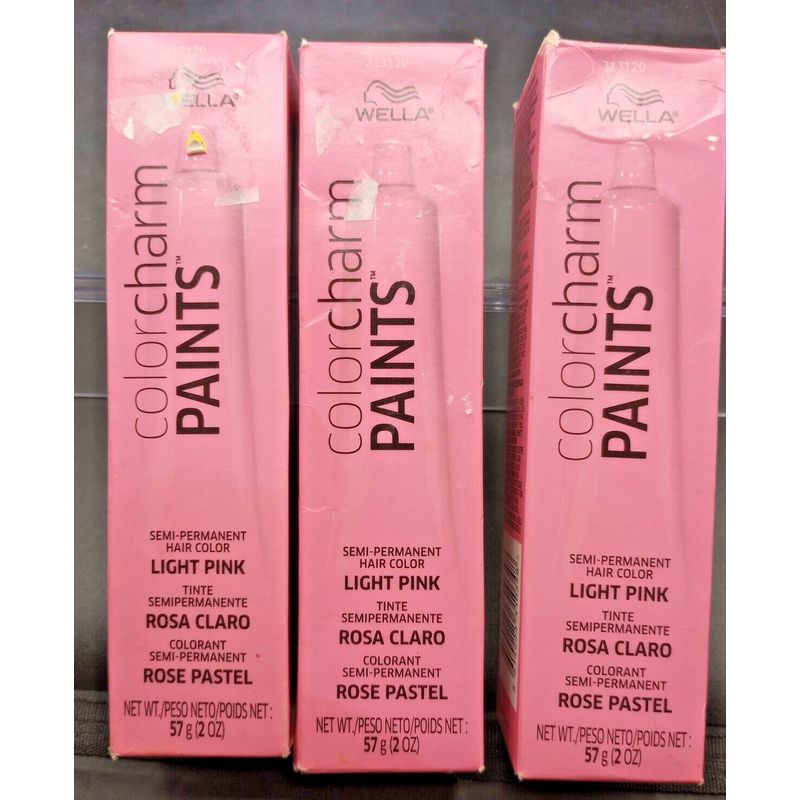 WELLA
colorcharm
PAINTS™
SEMI-PERMANENT
HAIR COLOR
LIGHT PINK
TINTE
SEMIPERMANENTE
ROSA CLARO
COLORANT
SEMI-PERMANENT
ROSE PASTEL
NET WT./PESO NETO/POIDS NET :
57 g (2 OZ)
313120
WELLA®
colorcharm
PAINTS™
SEMI-PERMANENT
HAIR COLOR
LIGHT PINK
TINTE
SEMIPERMANENTE
ROSA CLARO
COLORANT
SEMI-PERMANENT
ROSE PASTEL
NET WT./PESO NETO/POIDS NET :
57 g (2 OZ)
313120
WELLA®
colorcharm
PAINTS™
SEMI-PERMANENT
HAIR COLOR
LIGHT PINK
TINTE
SEMIPERMANENTE
ROSA CLARO
COLORANT
SEMI-PERMANENT
ROSE PASTEL
NET WT./PESO NETO/POIDS NET :
57 g (2 OZ)